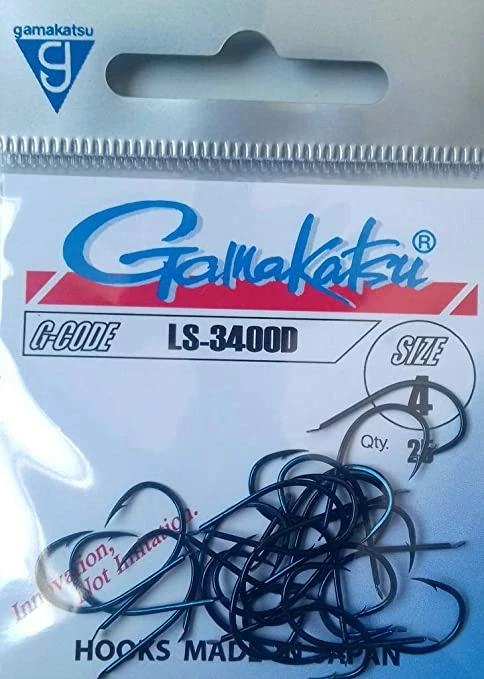 gamakatsu
g
Gamakatsu®
G-CODE LS-3400D
SIZE
4
Qty. 25
Innovation,
Not Imitation.
HOOKS MADE IN JAPAN